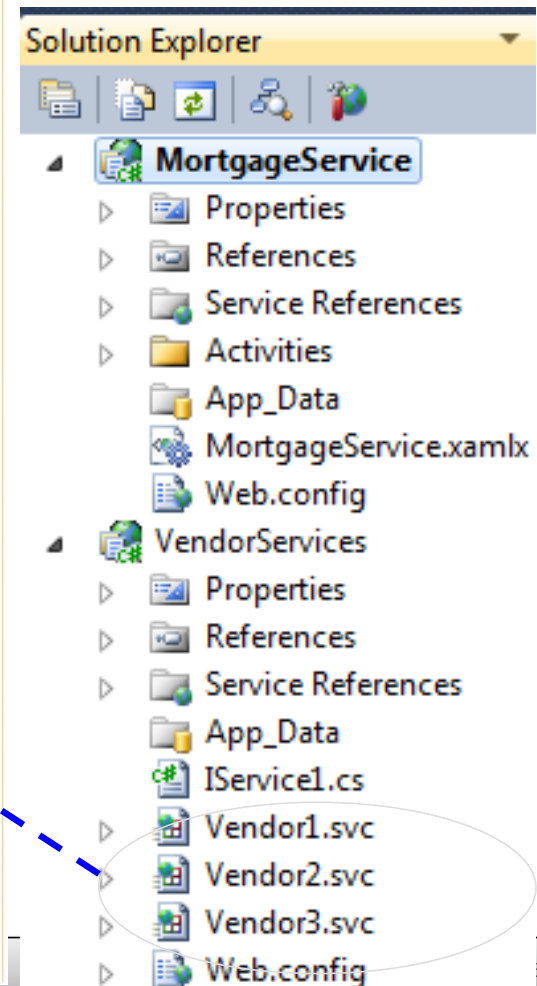 Solution Explorer
MortgageService
Properties
References
Service References
Activities
App_Data
MortgageService.xamlx
Web.config
VendorServices
Properties
References
Service References
App_Data
IService1.cs
Vendor1.svc
Vendor2.svc
Vendor3.svc
Web.config